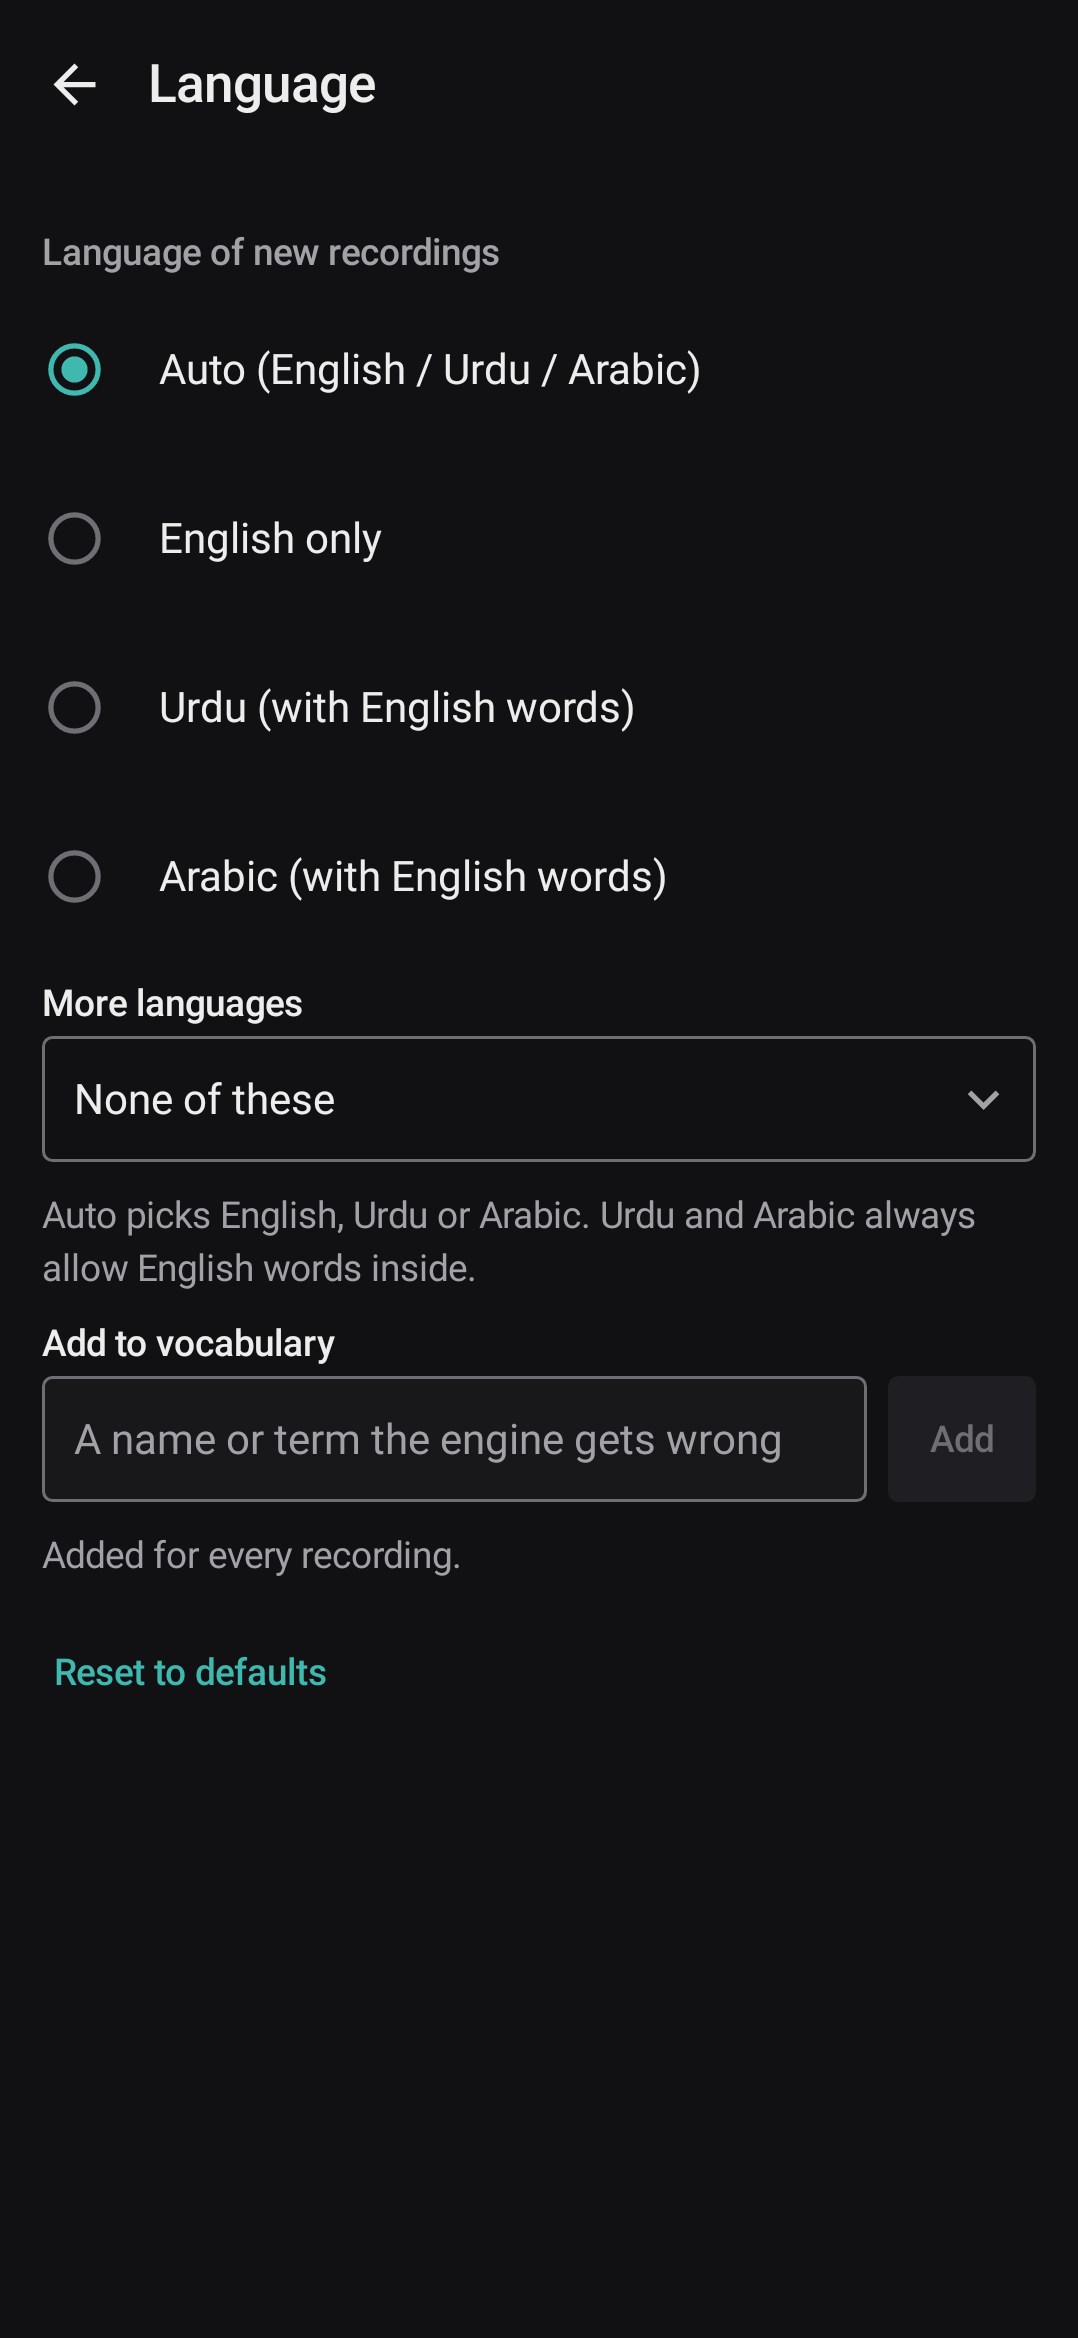 Language
Language of new recordings
Auto (English / Urdu / Arabic)
English only
Urdu (with English words)
Arabic (with English words)
More languages
None of these
Auto picks English, Urdu or Arabic. Urdu and Arabic always
allow English words inside.
Add to vocabulary
A name or term the engine gets wrong
Add
Added for every recording.
Reset to defaults